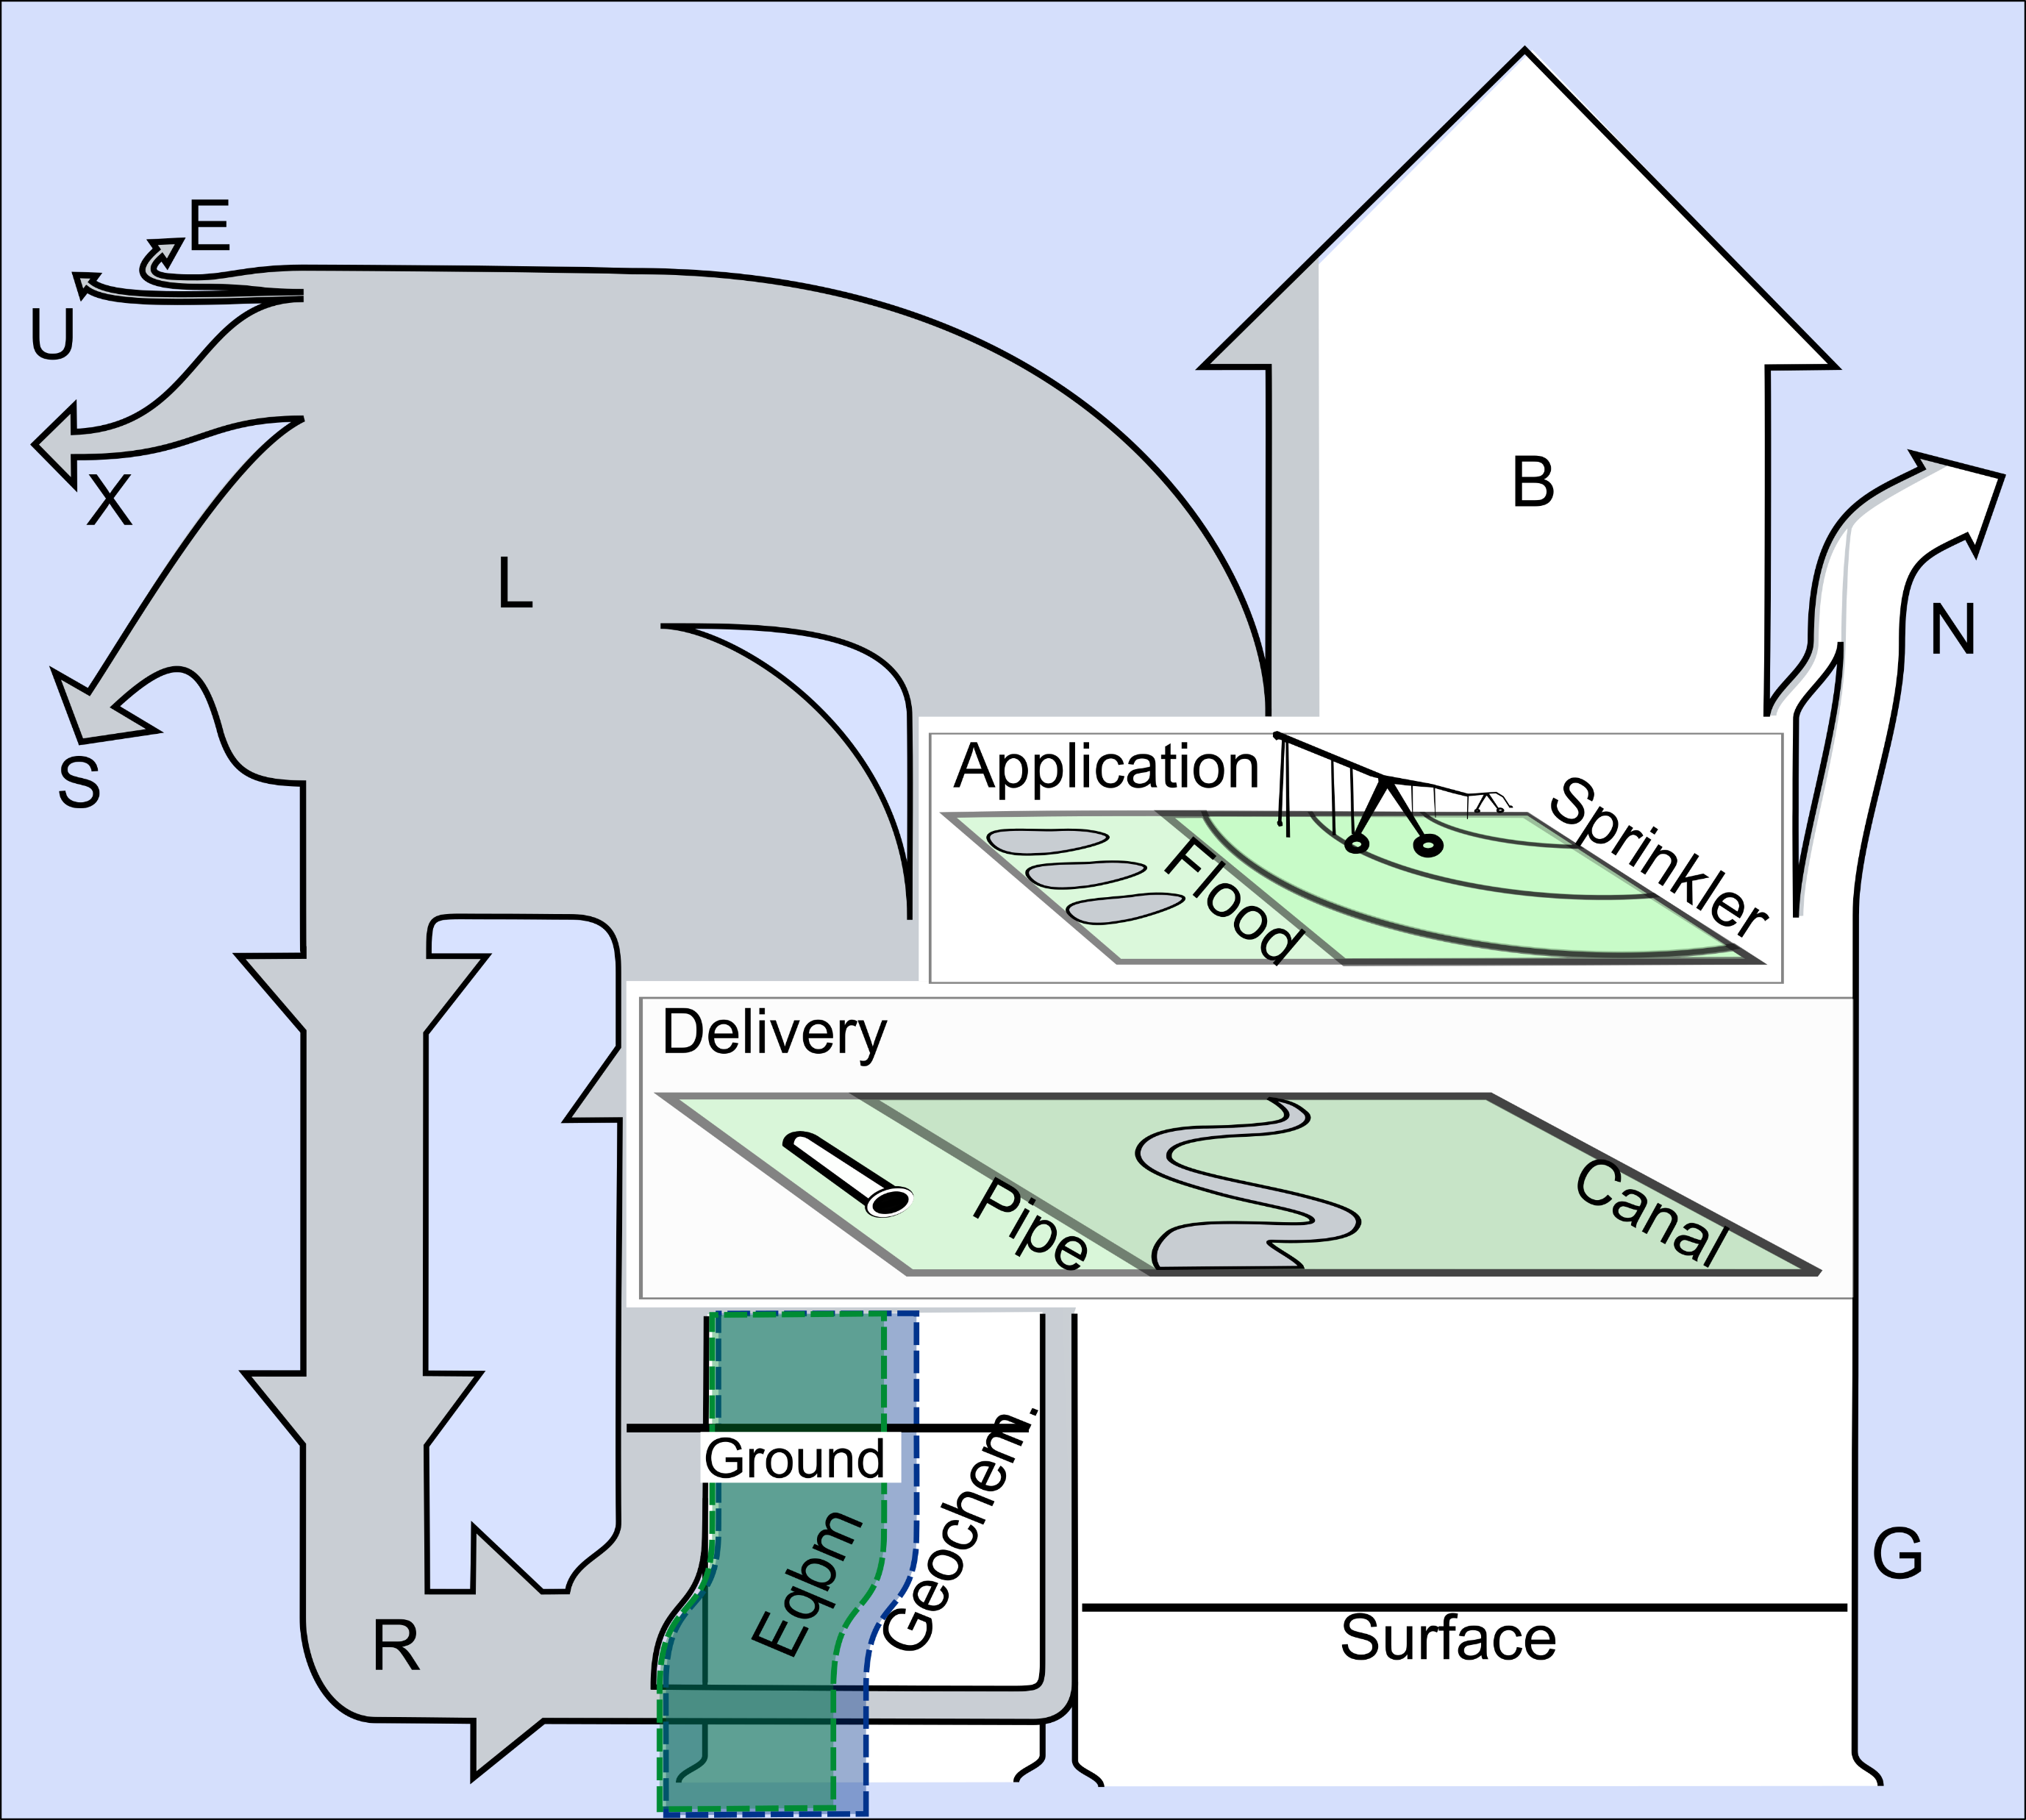 E
U
X
B
L
N
S
Application
Sprinkler
Flood
Delivery
Pipe
Canal
Ground
Geochem.
Eqbm
G
R
Surface